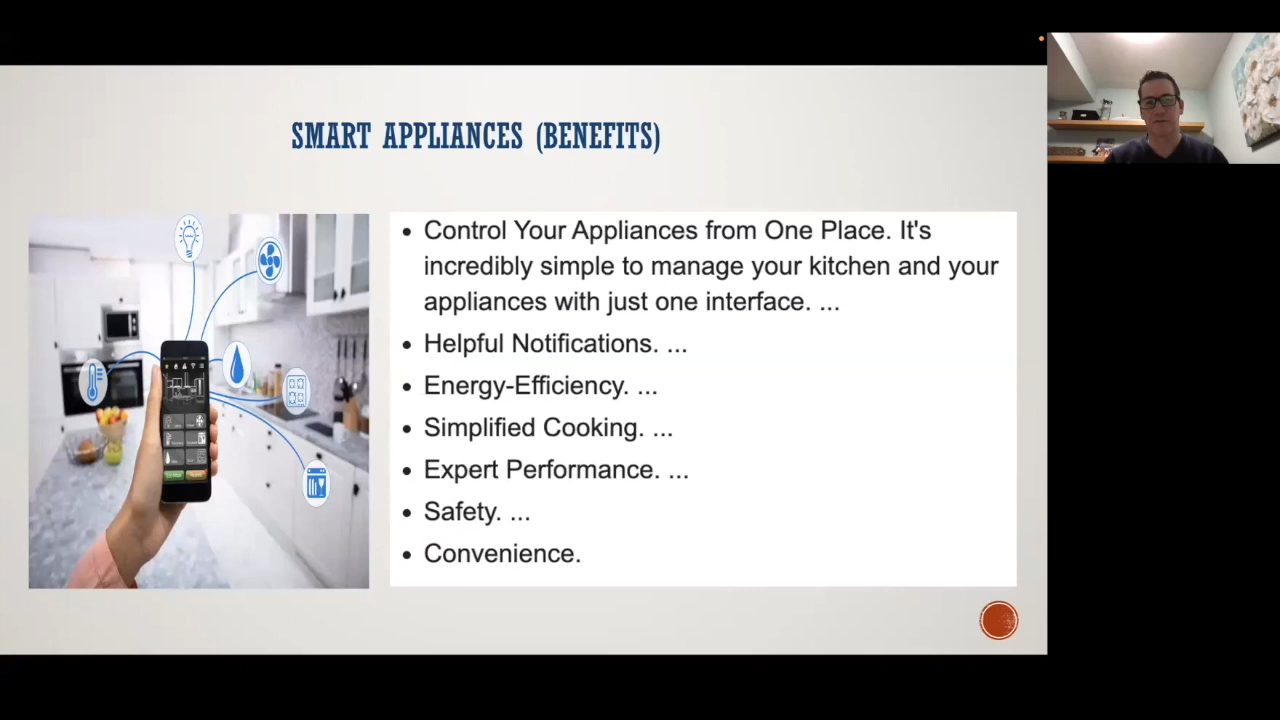 SMART APPLIANCES (BENEFITS)
• Control Your Appliances from One Place. It's
incredibly simple to manage your kitchen and your
appliances with just one interface. ...
• Helpful Notifications. ...
• Energy-Efficiency. ...
• Simplified Cooking. ...
• Expert Performance. ...
• Safety. ...
• Convenience.